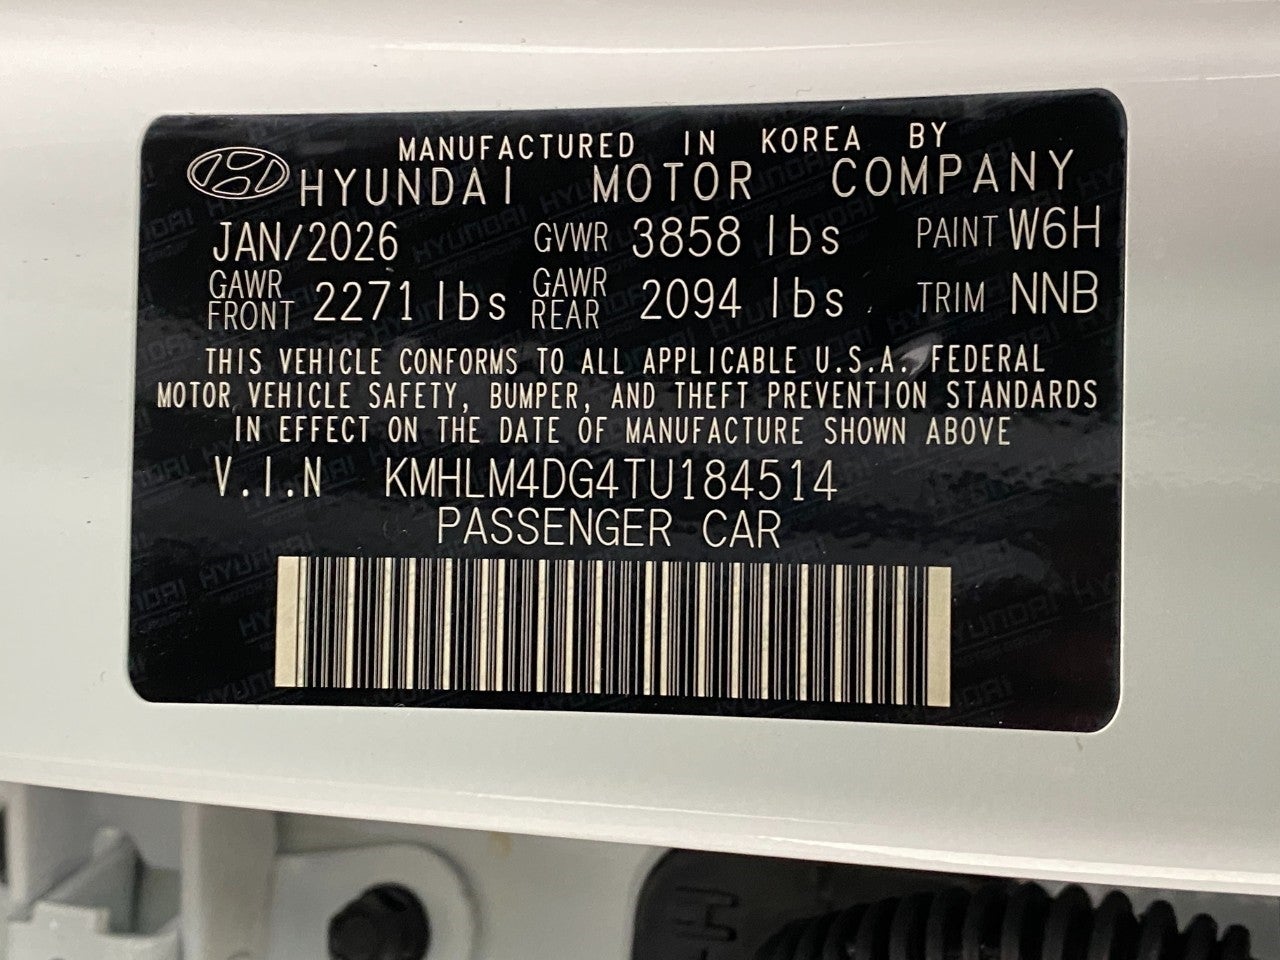 MANUFACTURED IN KOREA BY
HYUNDAI MOTOR COMPANY
JAN/2026 GVWR 3858 lbs PAINT W6H
GAWR FRONT 2271 lbs GAWR REAR 2094 lbs TRIM NNB
THIS VEHICLE CONFORMS TO ALL APPLICABLE U.S.A. FEDERAL
MOTOR VEHICLE SAFETY, BUMPER, AND THEFT PREVENTION STANDARDS
IN EFFECT ON THE DATE OF MANUFACTURE SHOWN ABOVE
V.I.N KMHLM4DG4TU184514
PASSENGER CAR